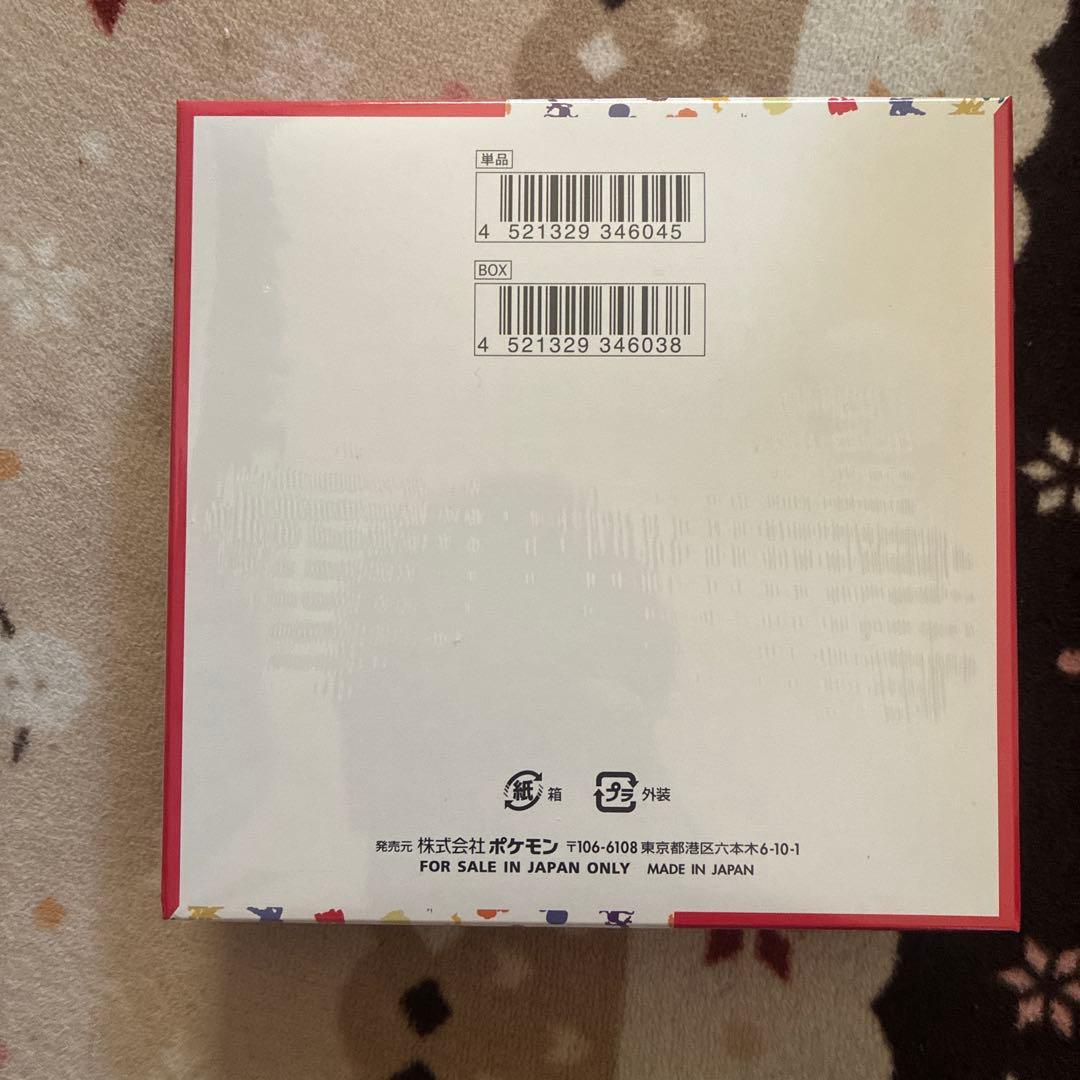 単品
4 521329 346045
BOX
4 521329 346038
紙 箱 プラ 外装
発売元 株式会社 ポケモン 〒106-6108 東京都港区六本木6-10-1
FOR SALE IN JAPAN ONLY MADE IN JAPAN